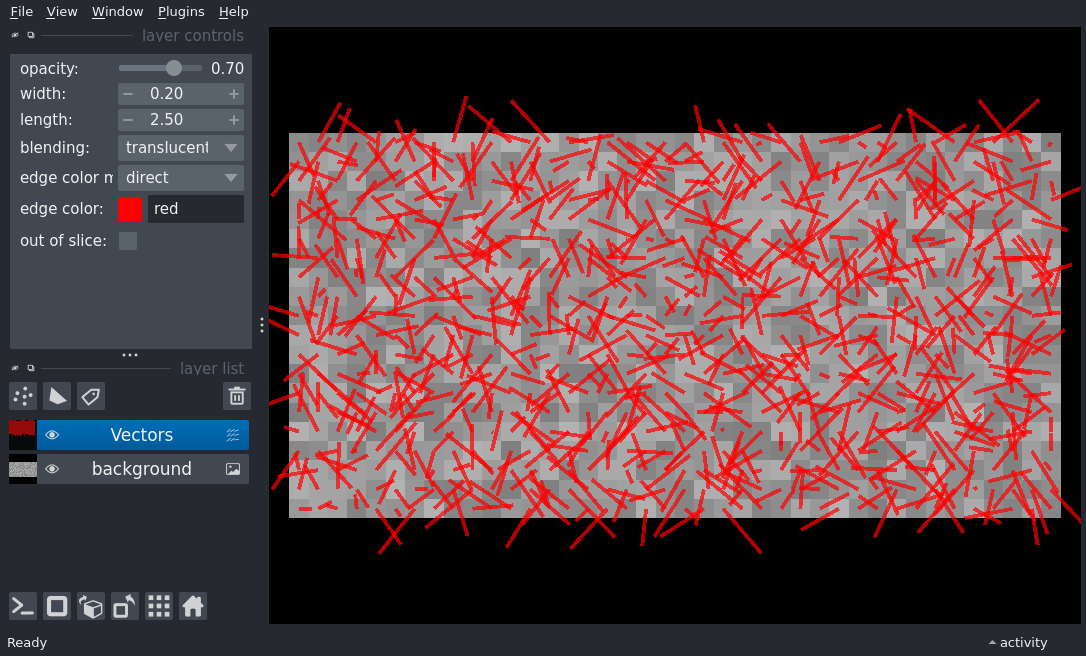 File View Window Plugins Help
layer controls
opacity: 0.70
width: − 0.20 +
length: − 2.50 +
blending: translucent
edge color m direct
edge color: red
out of slice:
layer list
Vectors
background
Ready
activity